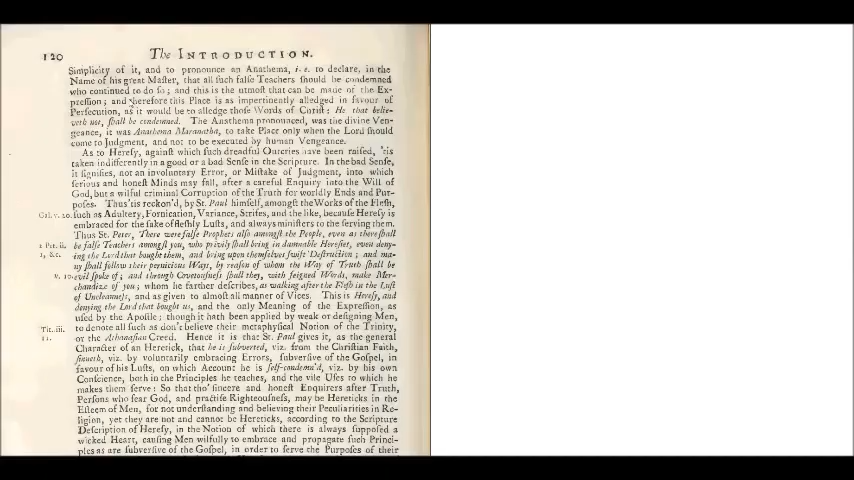 120 The INTRODUCTION.
Simplicity of it, and to pronounce an Anathema, i. e. to declare, in the
Name of his great Maſter, that all ſuch falſe Teachers ſhould be condemned
who continued to do ſo; and this is the utmoſt that can be made of the Ex-
preſſion; and therefore this Place is as impertinently alledged in favour of
Perſecution, as it would be to alledge thoſe Words of Chriſt: He that belie-
veth not, ſhall be condemned. The Anathema pronounced, was the divine Ven-
geance, it was Anathema Maranatha, to take Place only when the Lord ſhould
come to Judgment, and not to be executed by human Vengeance.
As to Hereſy, againſt which ſuch dreadful Outcries have been raiſed, 'tis
taken indifferently in a good or a bad Senſe in the Scripture. In the bad Senſe,
it ſignifies, not an involuntary Error, or Miſtake of Judgment, into which
ſerious and honeſt Minds may fall, after a careful Enquiry into the Will of
God, but a wilful criminal Corruption of the Truth for worldly Ends and Pur-
poſes. Thus 'tis reckon'd, by St. Paul himſelf, amongſt the Works of the Fleſh,
Gal. v. 20. ſuch as Adultery, Fornication, Variance, Strifes, and the like, becauſe Hereſy is
embraced for the ſake of fleſhly Luſts, and always miniſters to the ſerving them.
Thus St. Peter, There were falſe Prophets alſo amongſt the People, even as there ſhall
2 Pet. ii. be falſe Teachers amongſt you, who privily ſhall bring in damnable Hereſies, even deny-
1, &c. ing the Lord that bought them, and bring upon themſelves ſwift Deſtruction; and ma-
ny ſhall follow their pernicious Ways, by reaſon of whom the Way of Truth ſhall be
v. 10. evil ſpoke of; and through Covetouſneſs ſhall they, with feigned Words, make Mer-
chandize of you; whom he farther deſcribes, as walking after the Fleſh in the Luſt
of Uncleanneſs, and as given to almoſt all manner of Vices. This is Hereſy, and
denying the Lord that bought us, and the only Meaning of the Expreſſion, as
uſed by the Apoſtle; though it hath been applied by weak or deſigning Men,
Tit. iii. to denote all ſuch as don't believe their metaphyſical Notion of the Trinity,
11. or the Athanaſian Creed. Hence it is that St. Paul gives it, as the general
Character of an Heretick, that he is ſubverted, viz. from the Chriſtian Faith,
ſinneth, viz. by voluntarily embracing Errors, ſubverſive of the Goſpel, in
favour of his Luſts, on which Account he is ſelf-condemn'd, viz. by his own
Conſcience, both in the Principles he teaches, and the vile Uſes to which he
makes them ſerve: So that tho' ſincere and honeſt Enquirers after Truth,
Perſons who fear God, and practiſe Righteouſneſs, may be Hereticks in the
Eſteem of Men, for not underſtanding and believing their Peculiarities in Re-
ligion, yet they are not and cannot be Hereticks, according to the Scripture
Deſcription of Hereſy, in the Notion of which there is always ſuppoſed a
wicked Heart, cauſing Men wilfully to embrace and propagate ſuch Princi-
ples as are ſubverſive of the Goſpel, in order to ſerve the Purpoſes of their